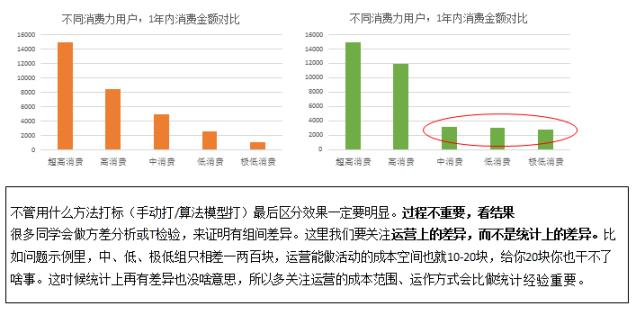 不同消费力用户，1年内消费金额对比
16000
14000
12000
10000
8000
6000
4000
2000
0
超高消费 高消费 中消费 低消费 极低消费
不同消费力用户，1年内消费金额对比
16000
14000
12000
10000
8000
6000
4000
2000
0
超高消费 高消费 中消费 低消费 极低消费
不管用什么方法打标（手动打/算法模型打）最后区分效果一定要明显。过程不重要，看结果
很多同学会做方差分析或T检验，来证明有组间差异。这里我们要关注运营上的差异，而不是统计上的差异。比
如问题示例里，中、低、极低组只相差一两百块，运营能做活动的成本空间也就10-20块，给你20块你也干不了
啥事。这时候统计上再有差异也没啥意思，所以多关注运营的成本范围、运作方式会比做统计经验重要。